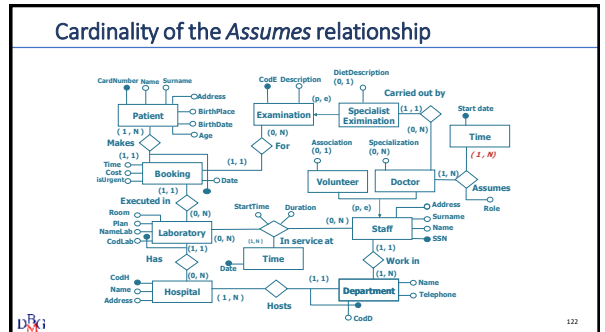 Cardinality of the Assumes relationship
CardNumber Name Surname
Address
Patient
BirthPlace
BirthDate
Age
( 1 , N )
Makes
(1, 1)
Time
Cost
isUrgent
Booking
Date
(1, 1)
For
(0, N)
CodE Description
Examination
(p, e)
DietDescription
(0, 1)
Specialist
Eximination
(1 , 1)
Carried out by
(0, N)
Start date
Time
( 1 , N)
Association
(0, 1)
Specialization
(0, N)
Volunteer
Doctor
(1, N)
Assumes
Role
(p, e)
(1, 1)
Executed in
(0, N)
Room
Plan
NameLab
CodLab
Laboratory
(0, N)
(1, 1)
StartTime
Duration
(0, N )
(1, N )
In service at
Time
Date
Staff
Address
Surname
Name
SSN
(1, 1)
Work in
(1, N)
Has
(0, N)
CodH
Name
Address
Hospital
( 1 , N )
Hosts
(1, 1)
Department
Name
Telephone
CodD
DBMG
122